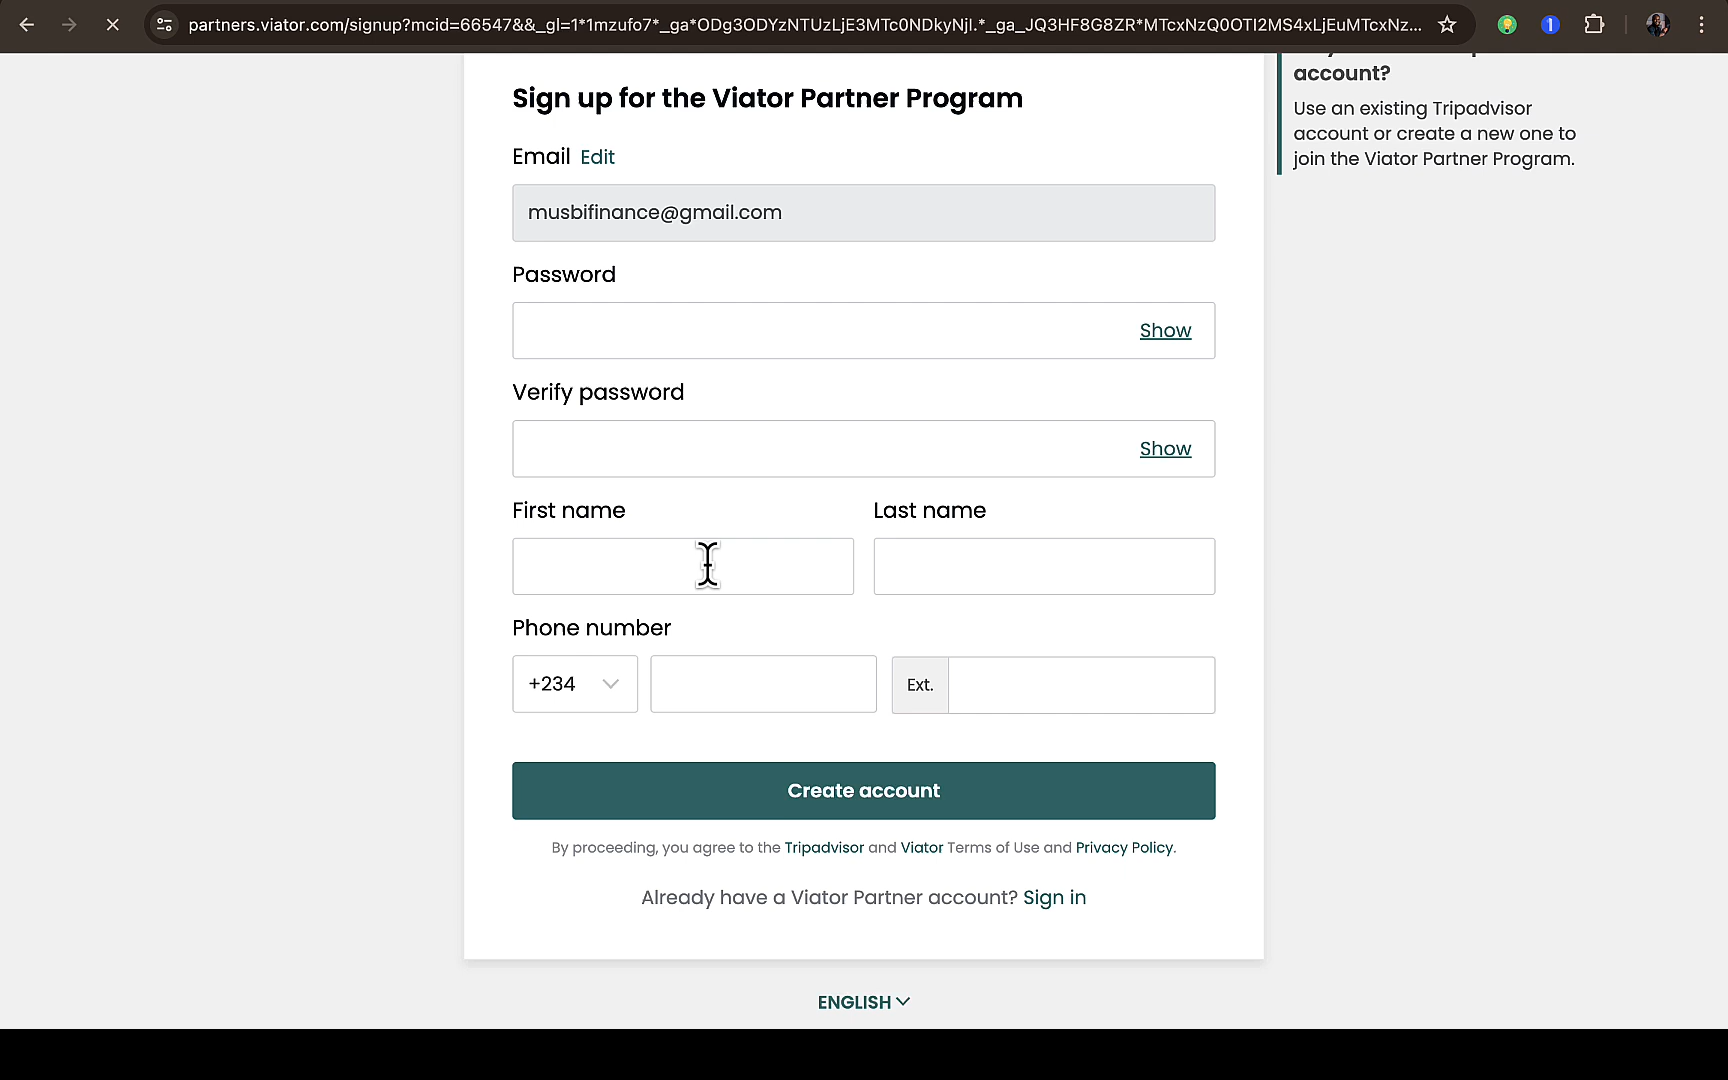 partners.viator.com/signup?mcid=66547&&_gl=1*1mzufo7*_ga*ODg3ODYzNTUzLjE3MTc0NDkyNjI.*_ga_JQ3HF8G8ZR*MTcxNzQ0OTI2MS4xLjEuMTcxNz...
account?
Use an existing Tripadvisor
account or create a new one to
join the Viator Partner Program.
Sign up for the Viator Partner Program
Email Edit
musbifinance@gmail.com
Password
Show
Verify password
Show
First name Last name
Phone number
+234 Ext.
Create account
By proceeding, you agree to the Tripadvisor and Viator Terms of Use and Privacy Policy.
Already have a Viator Partner account? Sign in
ENGLISH